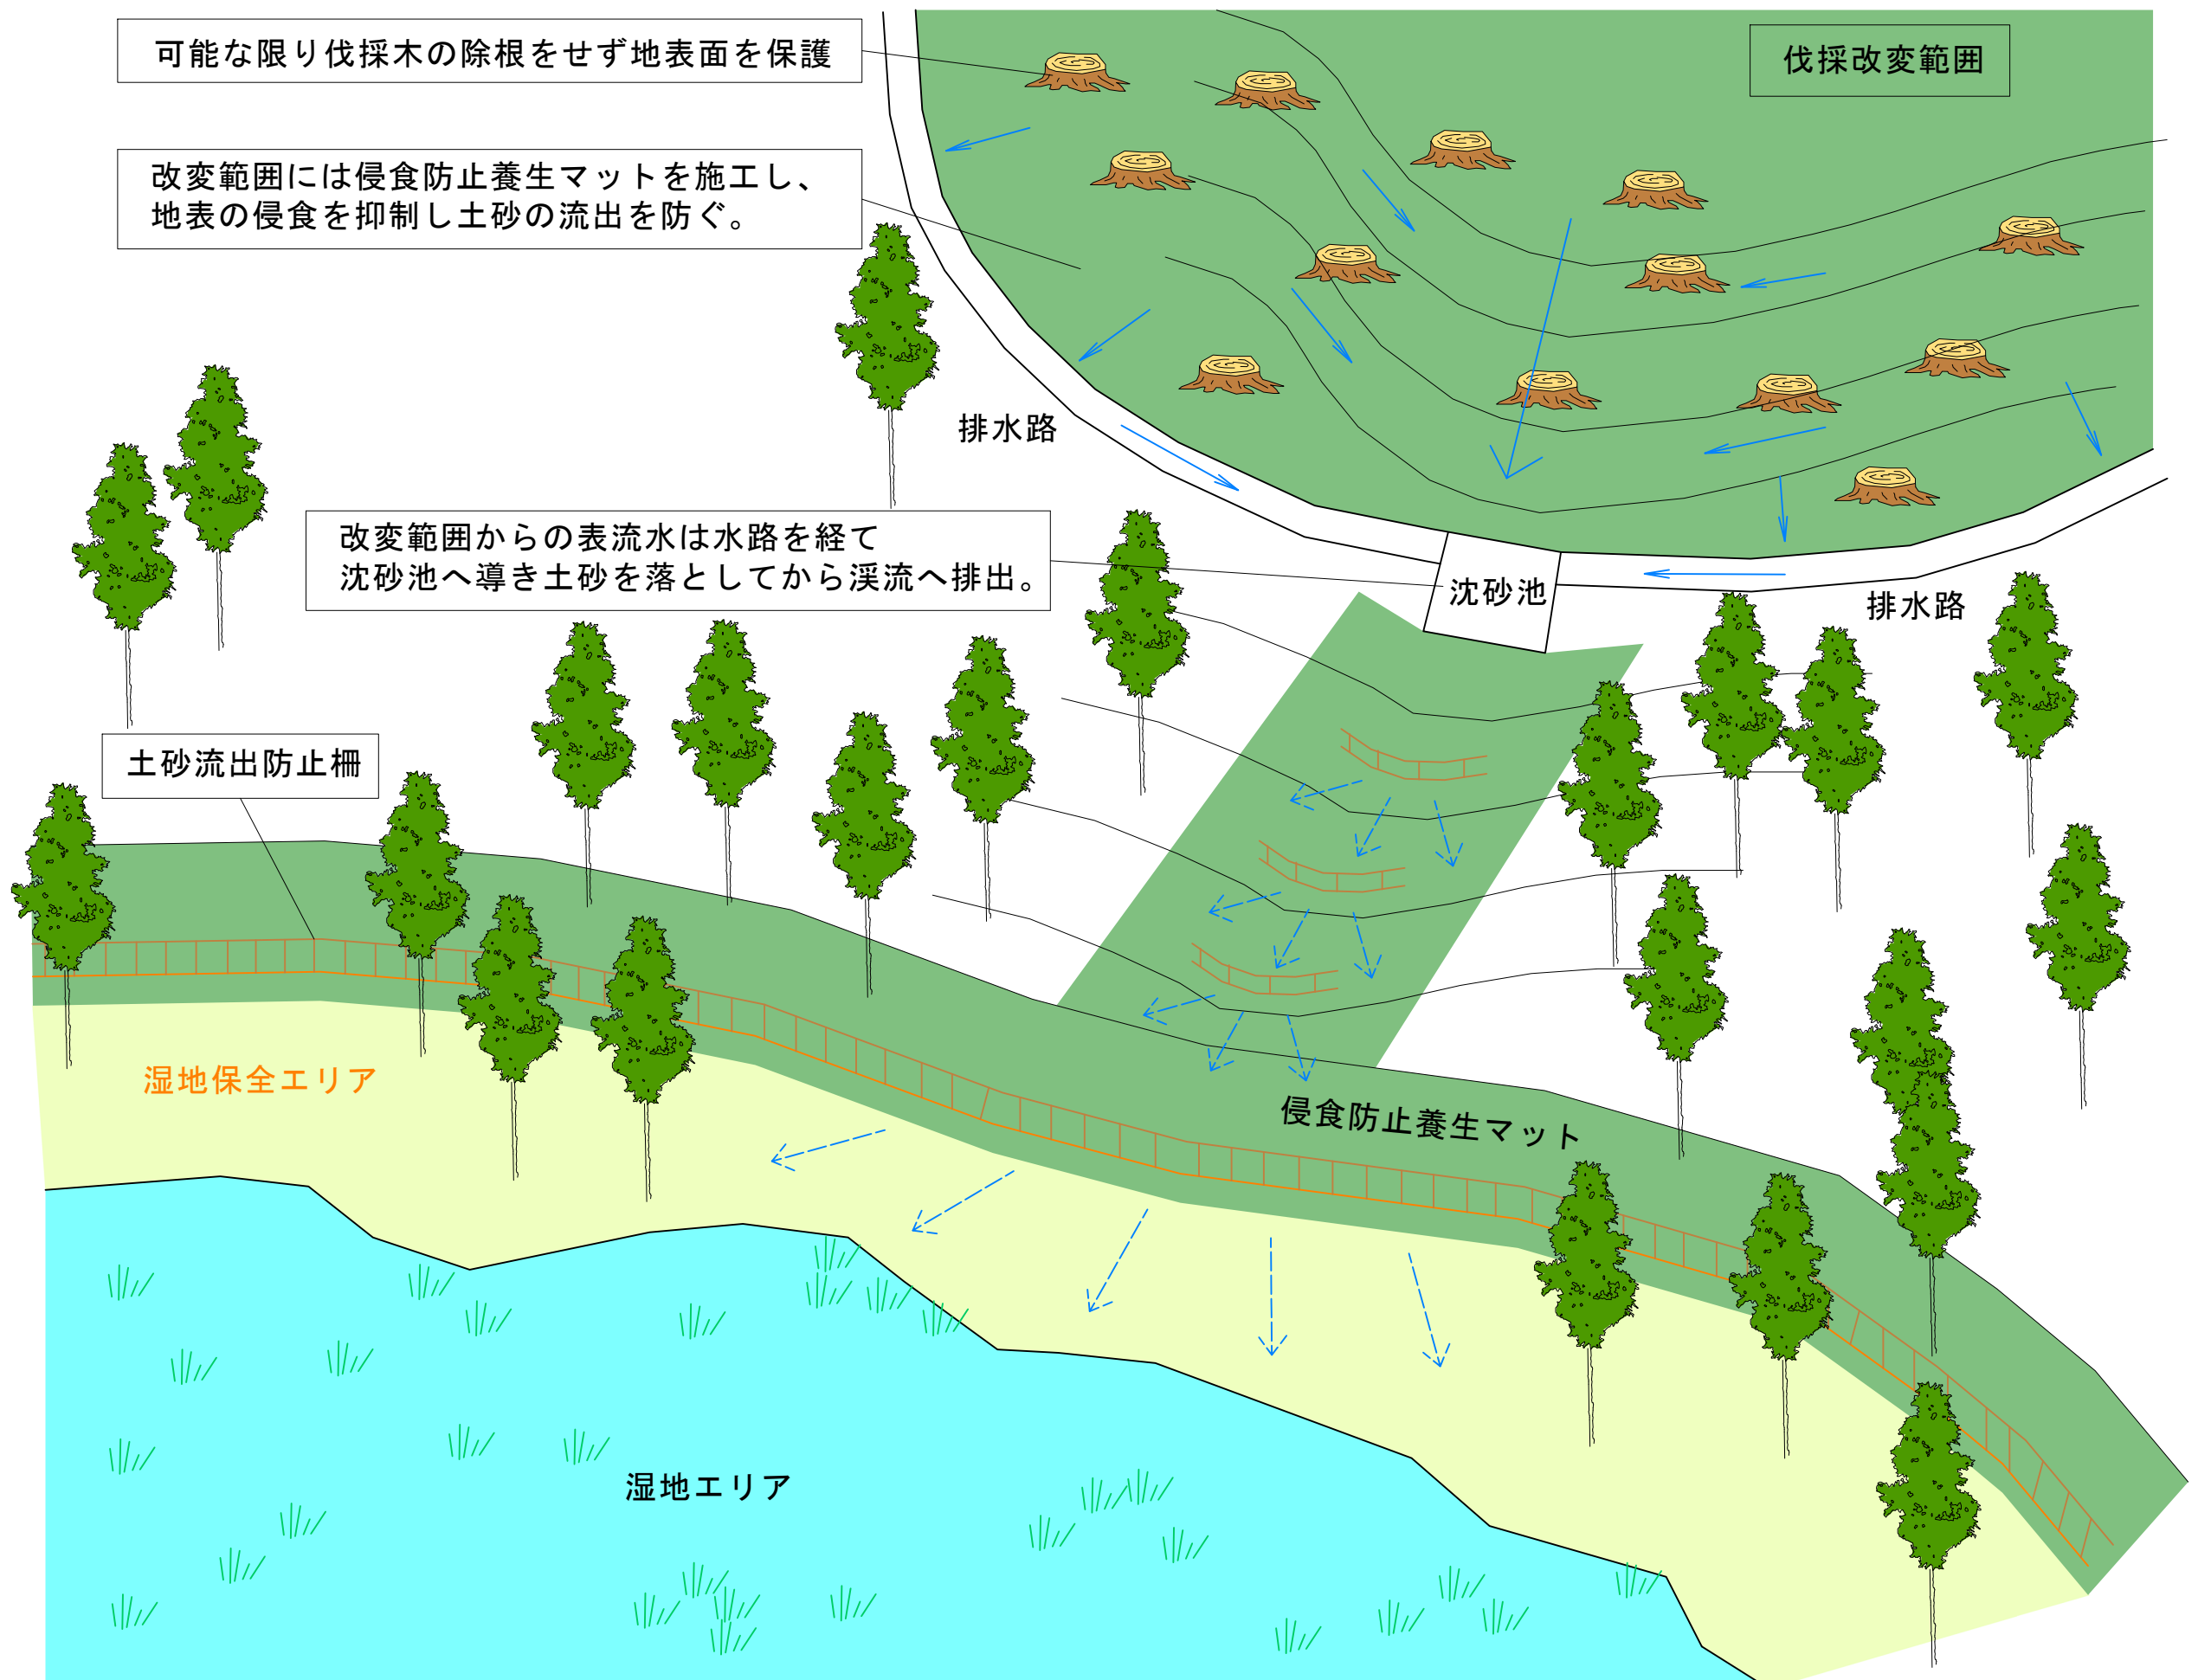 可能な限り伐採木の除根をせず地表面を保護
伐採改変範囲
改変範囲には侵食防止養生マットを施工し、
地表の侵食を抑制し土砂の流出を防ぐ。
排水路
改変範囲からの表流水は水路を経て
沈砂池へ導き土砂を落としてから渓流へ排出。
沈砂池
排水路
土砂流出防止柵
湿地保全エリア
侵食防止養生マット
湿地エリア